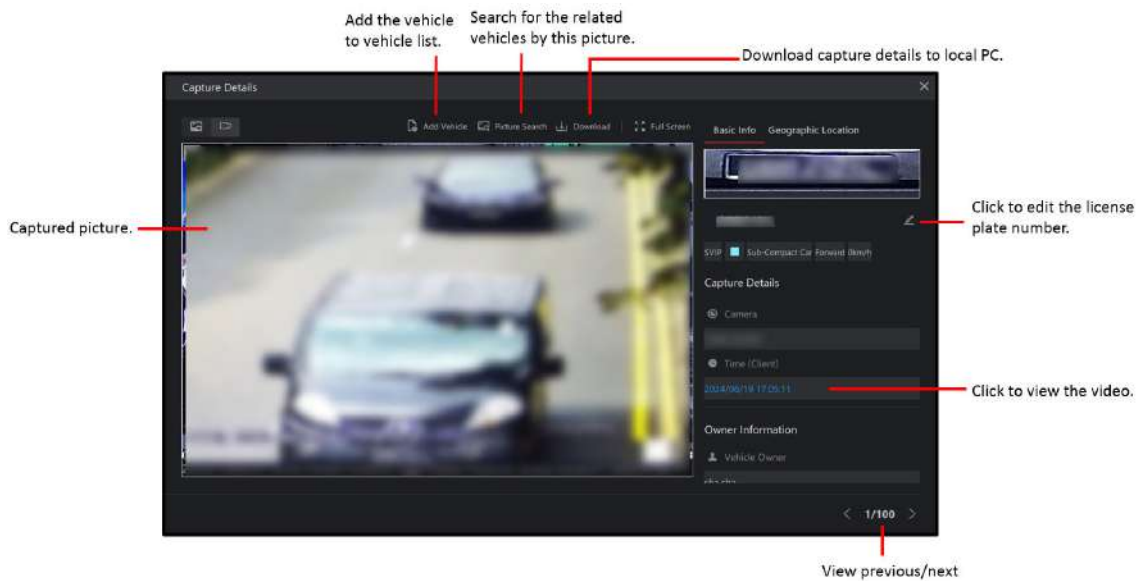 Add the vehicle
to vehicle list.
Search for the related
vehicles by this picture.
Download capture details to local PC.
Capture Details
Add Vehicle
Picture Search
Download
Full Screen
Basic Info
Geographic Location
Captured picture.
Click to edit the license
plate number.
SVIP
Sub-Compact Car
Forward
0km/h
Capture Details
Camera
Time (Client)
2024/06/19 17:05:11
Click to view the video.
Owner Information
Vehicle Owner
1/100
View previous/next